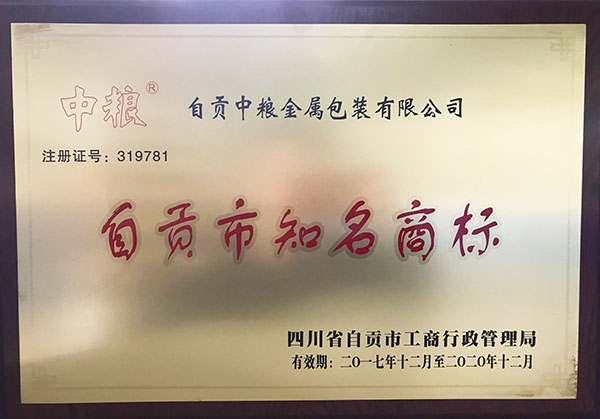 中粮®
自贡中粮金属包装有限公司
注册证号：319781
自贡市知名商标
四川省自贡市工商行政管理局
有效期：二〇一七年十二月至二〇二〇年十二月